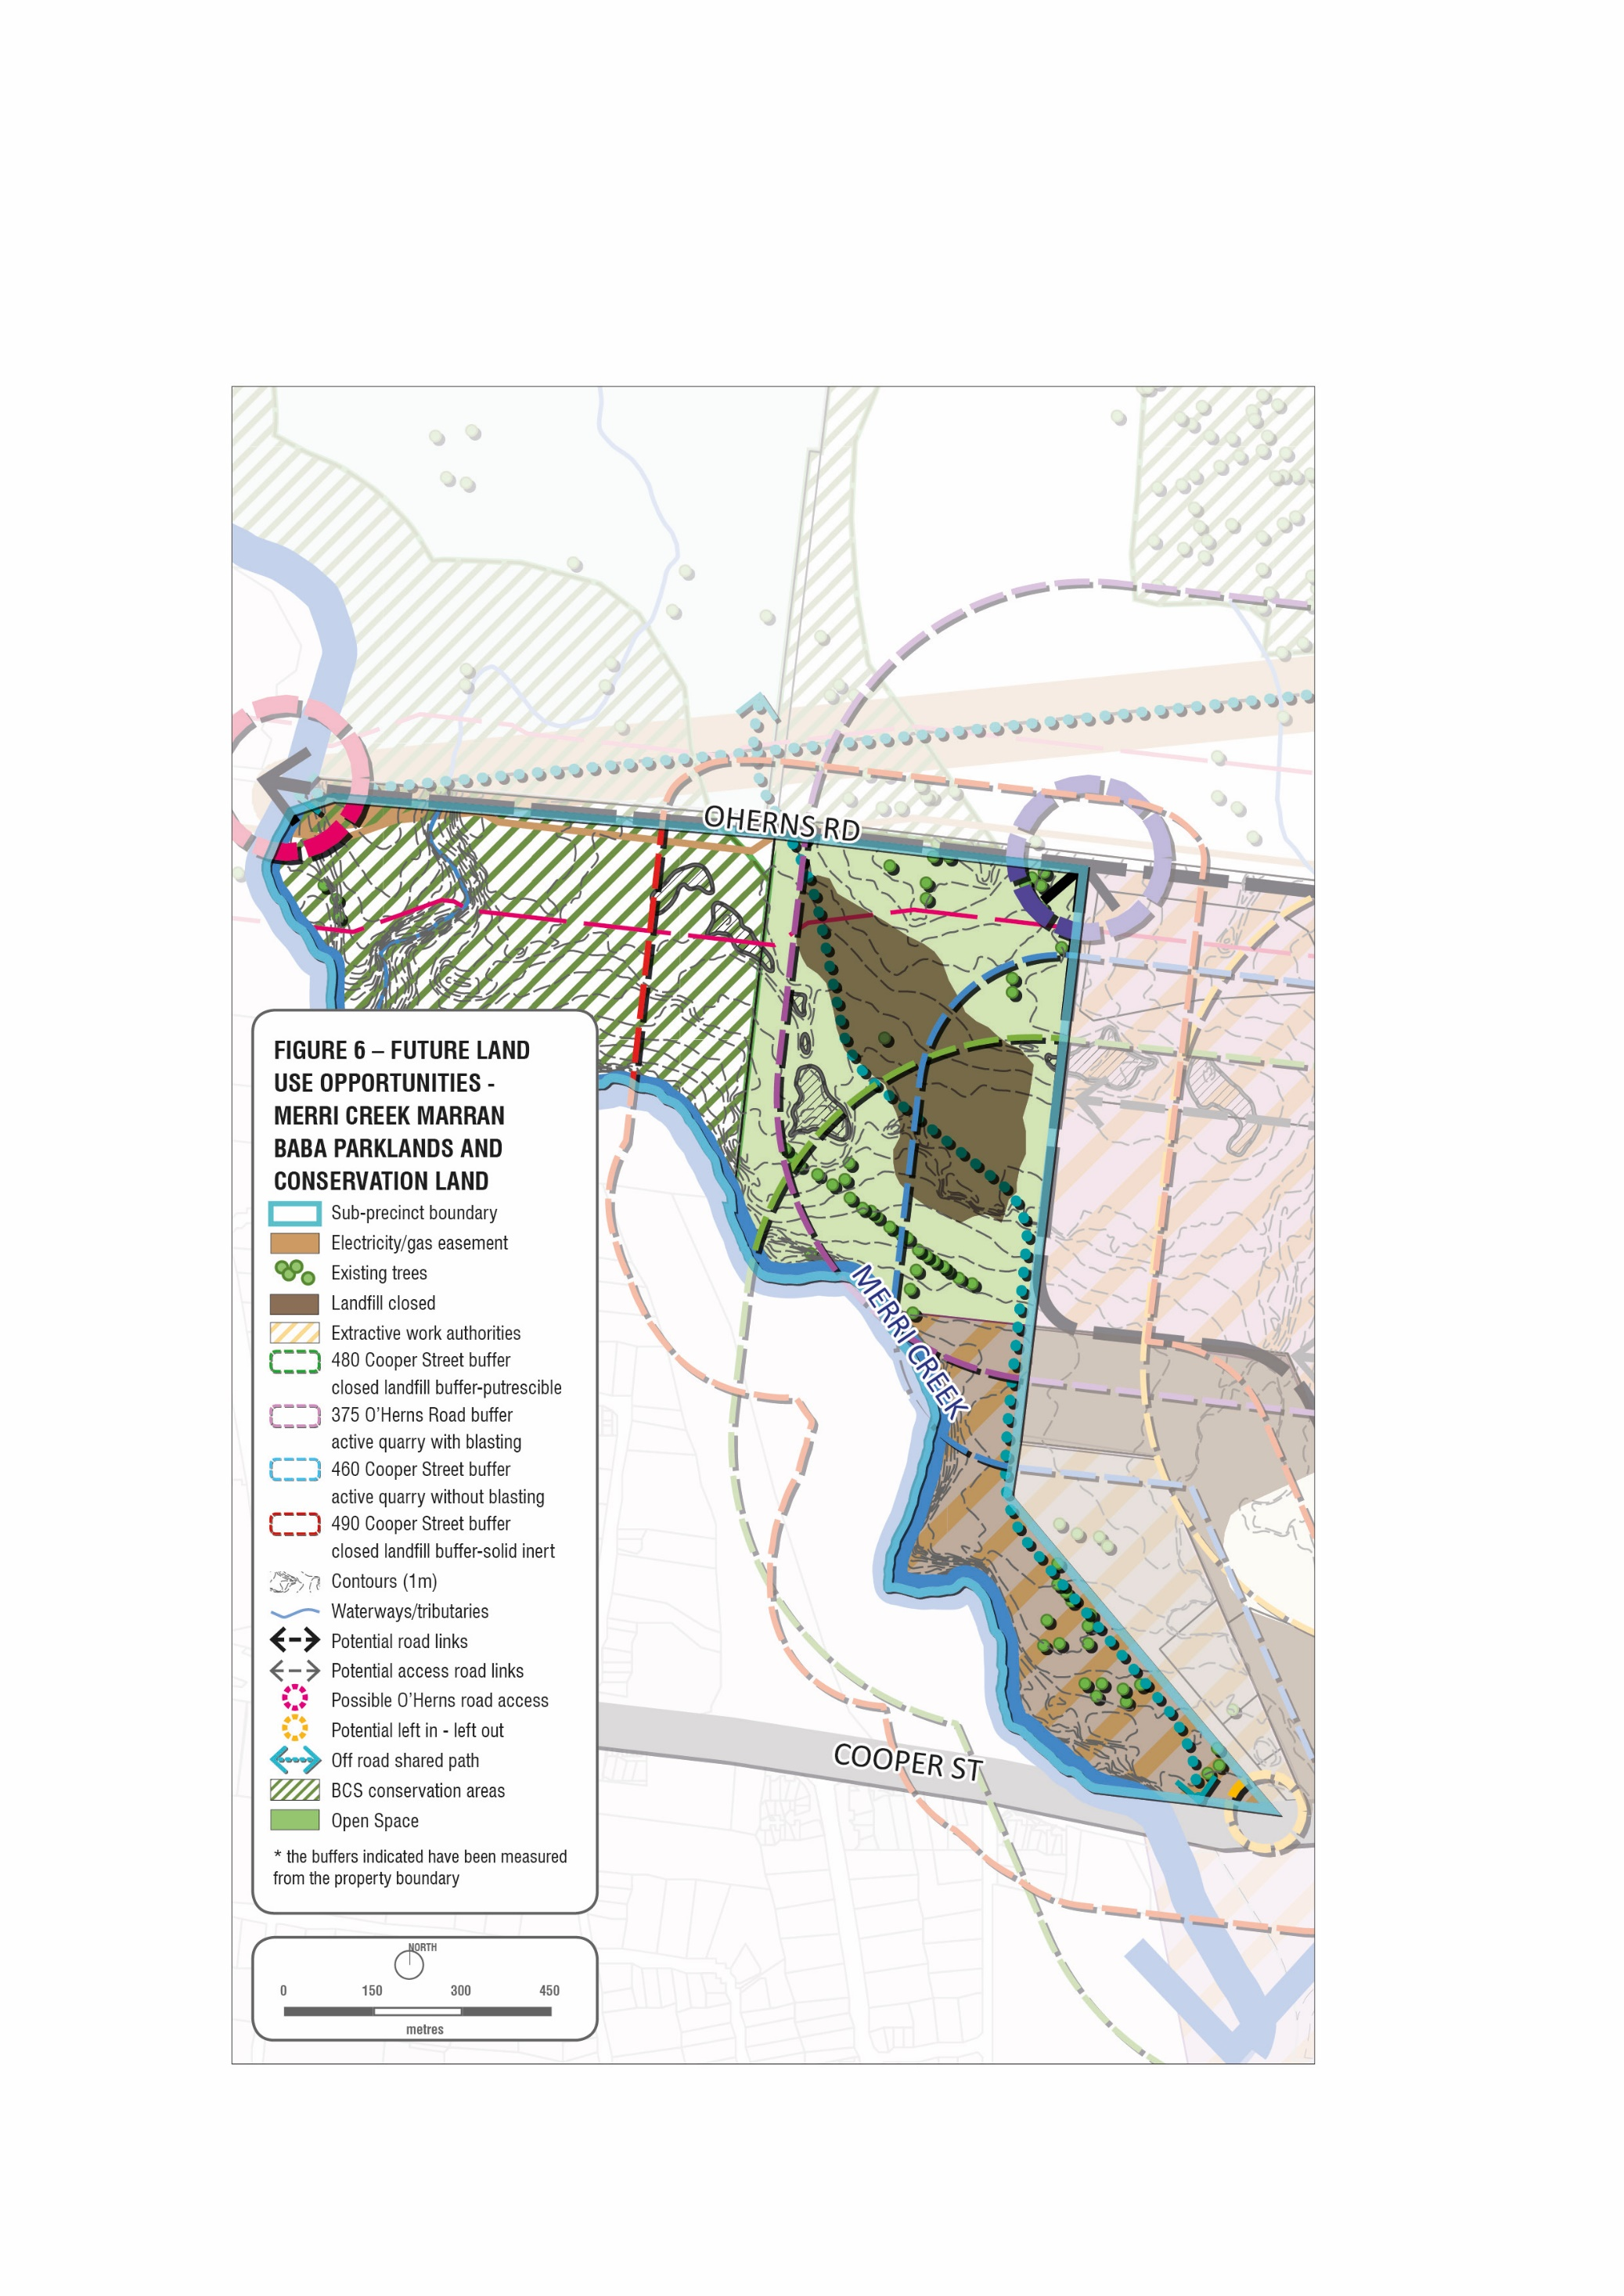 OHERNS RD
FIGURE 6 – FUTURE LAND
USE OPPORTUNITIES -
MERRI CREEK MARRAN
BABA PARKLANDS AND
CONSERVATION LAND
Sub-precinct boundary
Electricity/gas easement
Existing trees
Landfill closed
Extractive work authorities
480 Cooper Street buffer
closed landfill buffer-putrescible
375 O'Herns Road buffer
active quarry with blasting
460 Cooper Street buffer
active quarry without blasting
490 Cooper Street buffer
closed landfill buffer-solid inert
Contours (1m)
Waterways/tributaries
Potential road links
Potential access road links
Possible O'Herns road access
Potential left in - left out
Off road shared path
BCS conservation areas
Open Space
* the buffers indicated have been measured
from the property boundary
MERRI CREEK
COOPER ST
NORTH
0 150 300 450
metres